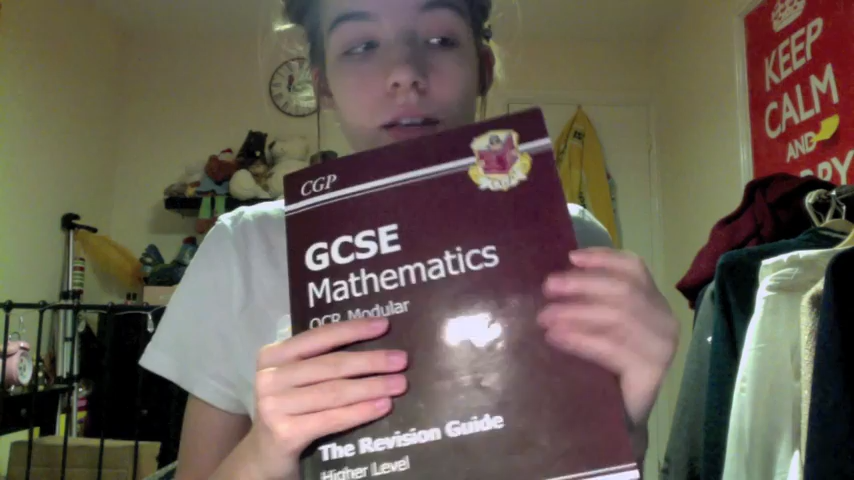 CGP
GCSE
Mathematics
OCR Modular
The Revision Guide
Higher Level
KEEP
CALM
AND